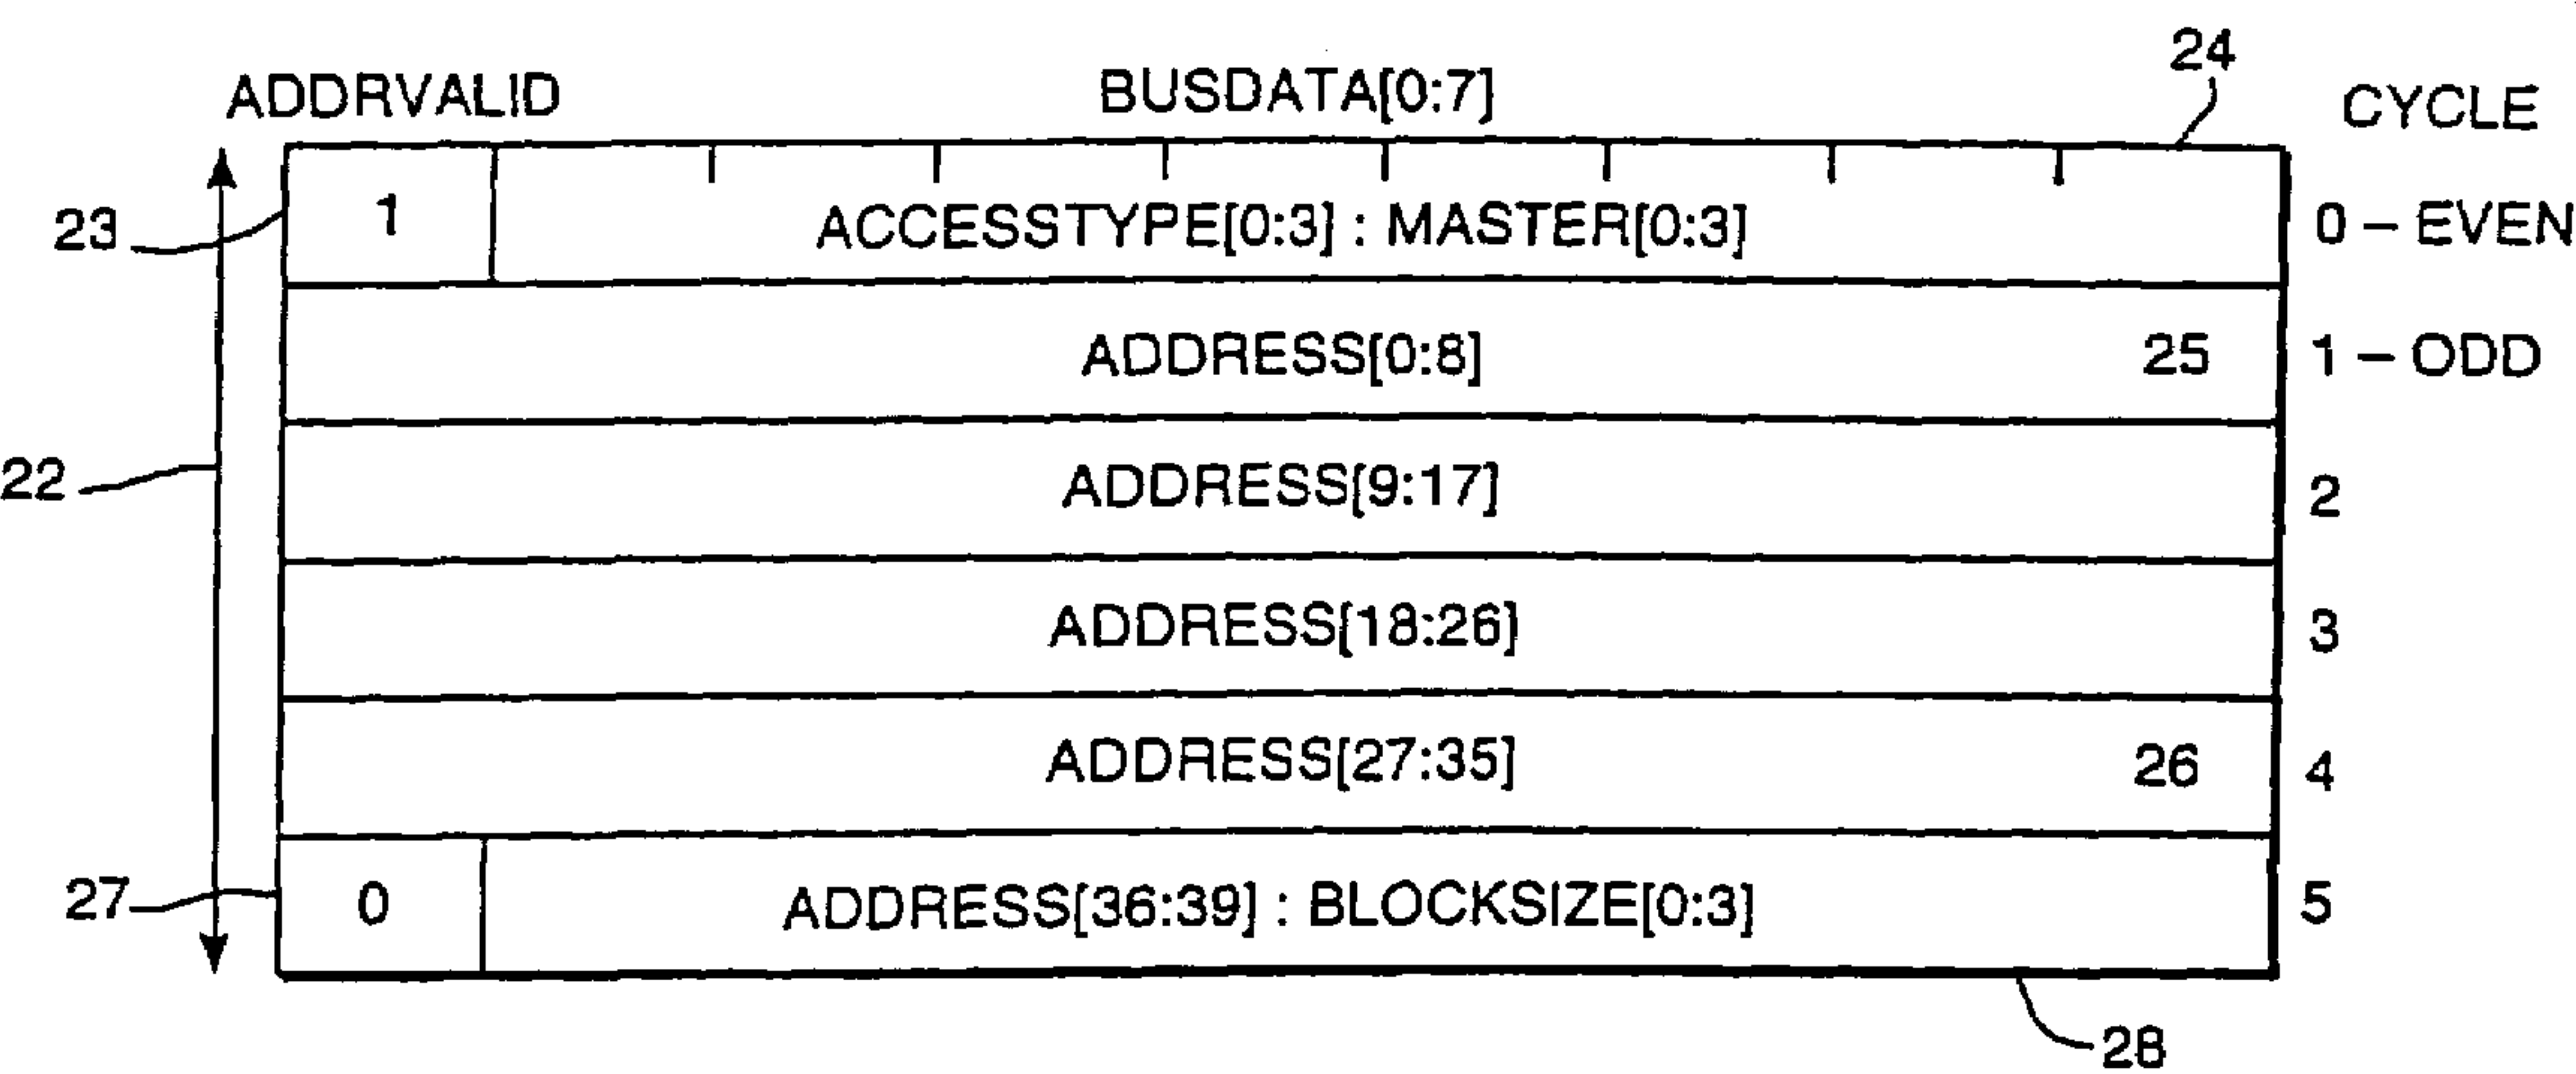 24
ADDRVALID BUSDATA[0:7] CYCLE
23 1 ACCESSTYPE[0:3] : MASTER[0:3] 0 – EVEN
ADDRESS[0:8] 25 1 – ODD
22 ADDRESS[9:17] 2
ADDRESS[18:26] 3
ADDRESS[27:35] 26 4
27 0 ADDRESS[36:39] : BLOCKSIZE[0:3] 5
28